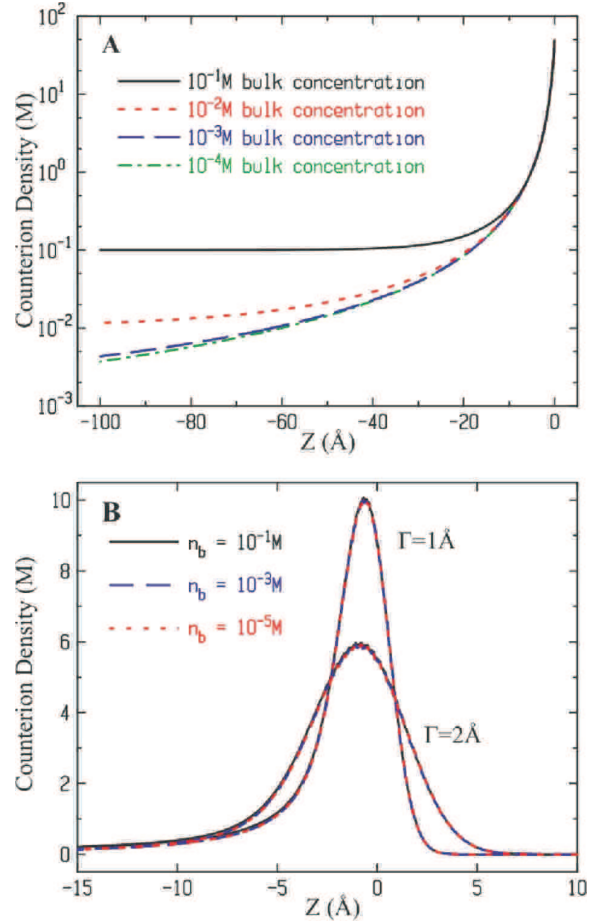 A
10⁻¹M bulk concentration
10⁻²M bulk concentration
10⁻³M bulk concentration
10⁻⁴M bulk concentration
Counterion Density (M)
10²
10¹
10⁰
10⁻¹
10⁻²
10⁻³
-100 -80 -60 -40 -20 0
Z (Å)
B
n_b = 10⁻¹M
n_b = 10⁻³M
n_b = 10⁻⁵M
Γ=1Å
Γ=2Å
Counterion Density (M)
10
8
6
4
2
0
-15 -10 -5 0 5 10
Z (Å)